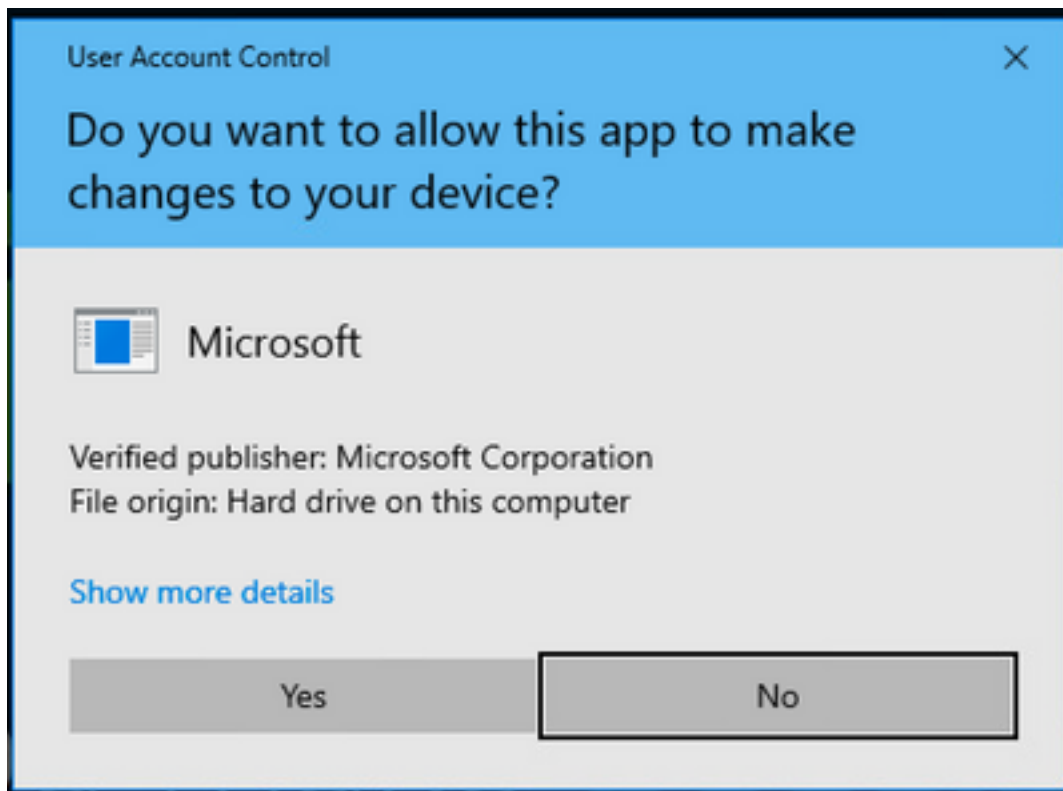 User Account Control
Do you want to allow this app to make
changes to your device?
Microsoft
Verified publisher: Microsoft Corporation
File origin: Hard drive on this computer
Show more details
Yes
No